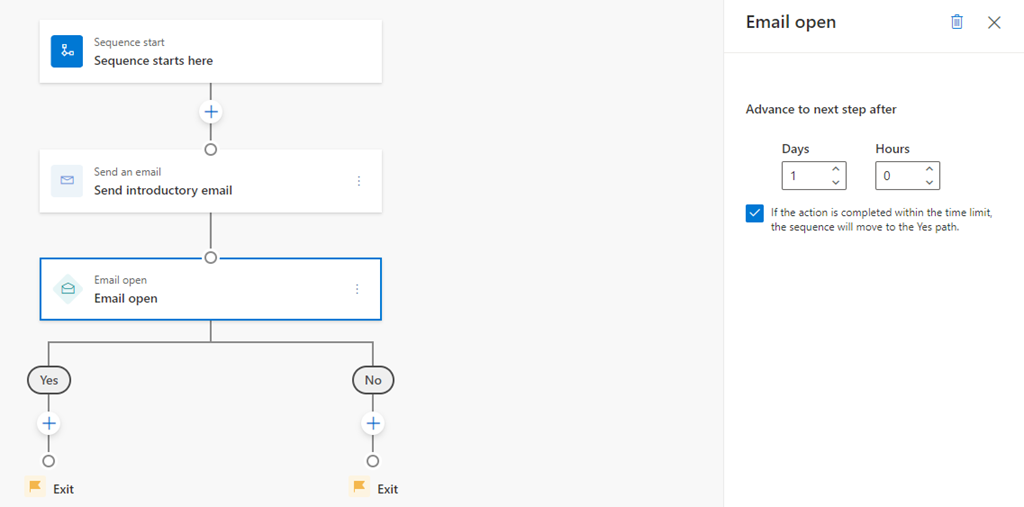 Sequence start
Sequence starts here
Send an email
Send introductory email
Email open
Email open
Yes
No
Exit
Exit
Email open
Advance to next step after
Days
Hours
1
0
If the action is completed within the time limit,
the sequence will move to the Yes path.